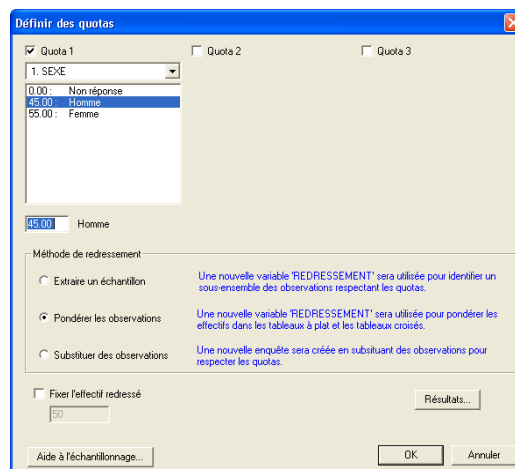 Définir des quotas
Quota 1
Quota 2
Quota 3
1. SEXE
0.00 : Non réponse
45.00 : Homme
55.00 : Femme
45.00 Homme
Méthode de redressement
Extraire un échantillon
Une nouvelle variable 'REDRESSEMENT' sera utilisée pour identifier un
sous-ensemble des observations respectant les quotas.
Pondérer les observations
Une nouvelle variable 'REDRESSEMENT' sera utilisée pour pondérer les
effectifs dans les tableaux à plat et les tableaux croisés.
Substituer des observations
Une nouvelle enquête sera créée en subsituant des observations pour
respecter les quotas.
Fixer l'effectif redressé
50
Résultats...
Aide à l'échantillonnage...
OK
Annuler